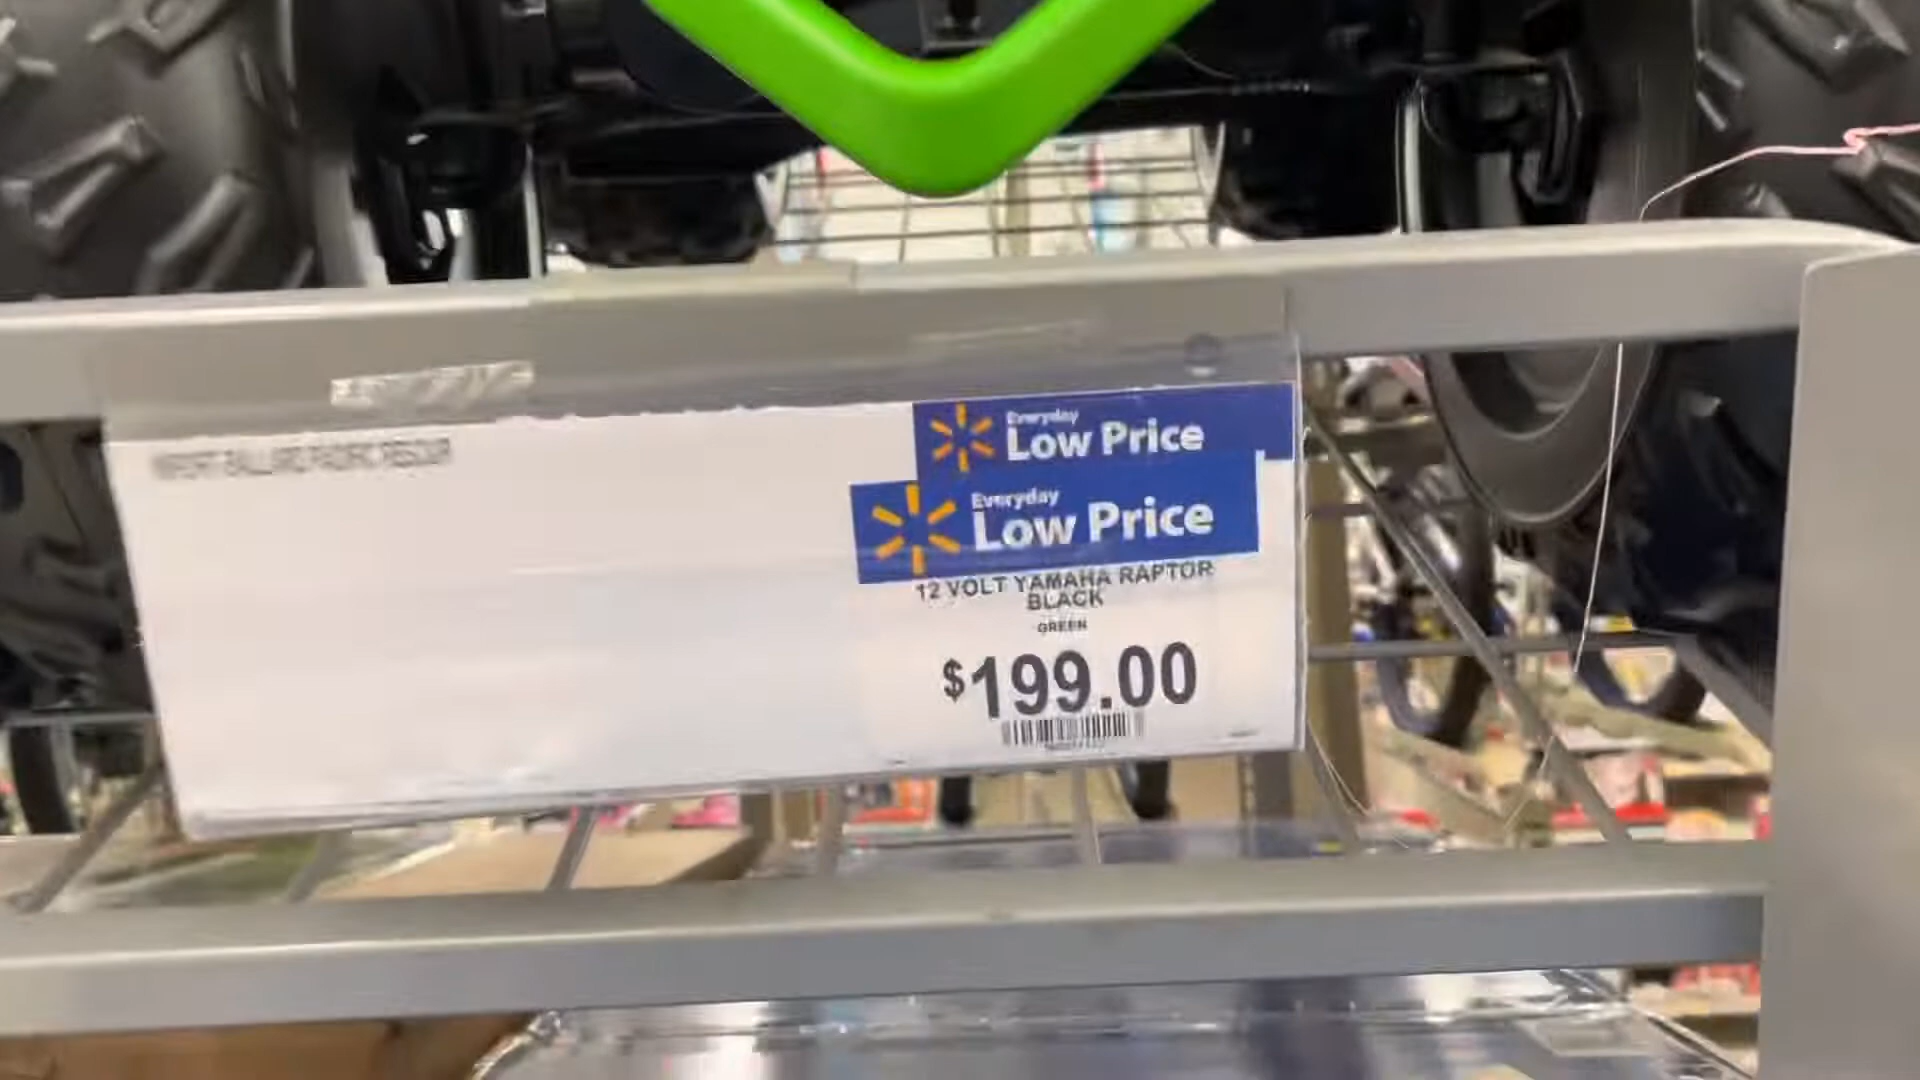 Everyday
Low Price
Everyday
Low Price
12 VOLT YAMAHA RAPTOR
BLACK
GREEN
$199.00